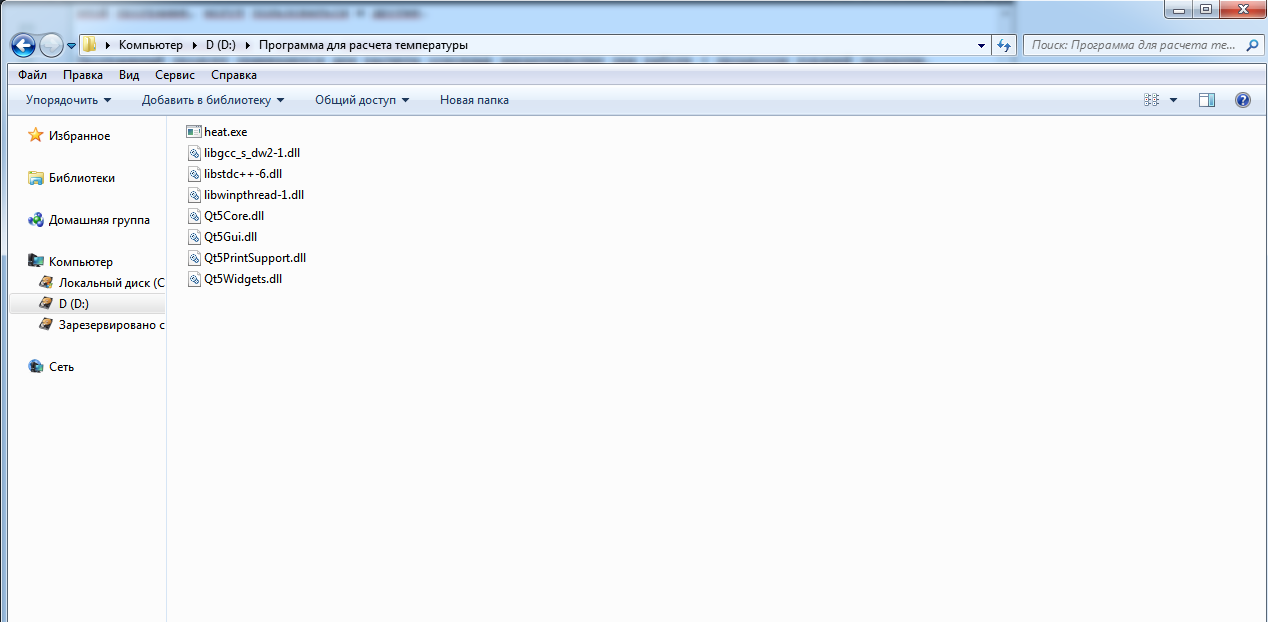 Компьютер D (D:) Программа для расчета температуры
Поиск: Программа для расчета те...
Файл Правка Вид Сервис Справка
Упорядочить Добавить в библиотеку Общий доступ Новая папка
Избранное
Библиотеки
Домашняя группа
Компьютер
Локальный диск (C
D (D:)
Зарезервировано с
Сеть
heat.exe
libgcc_s_dw2-1.dll
libstdc++-6.dll
libwinpthread-1.dll
Qt5Core.dll
Qt5Gui.dll
Qt5PrintSupport.dll
Qt5Widgets.dll